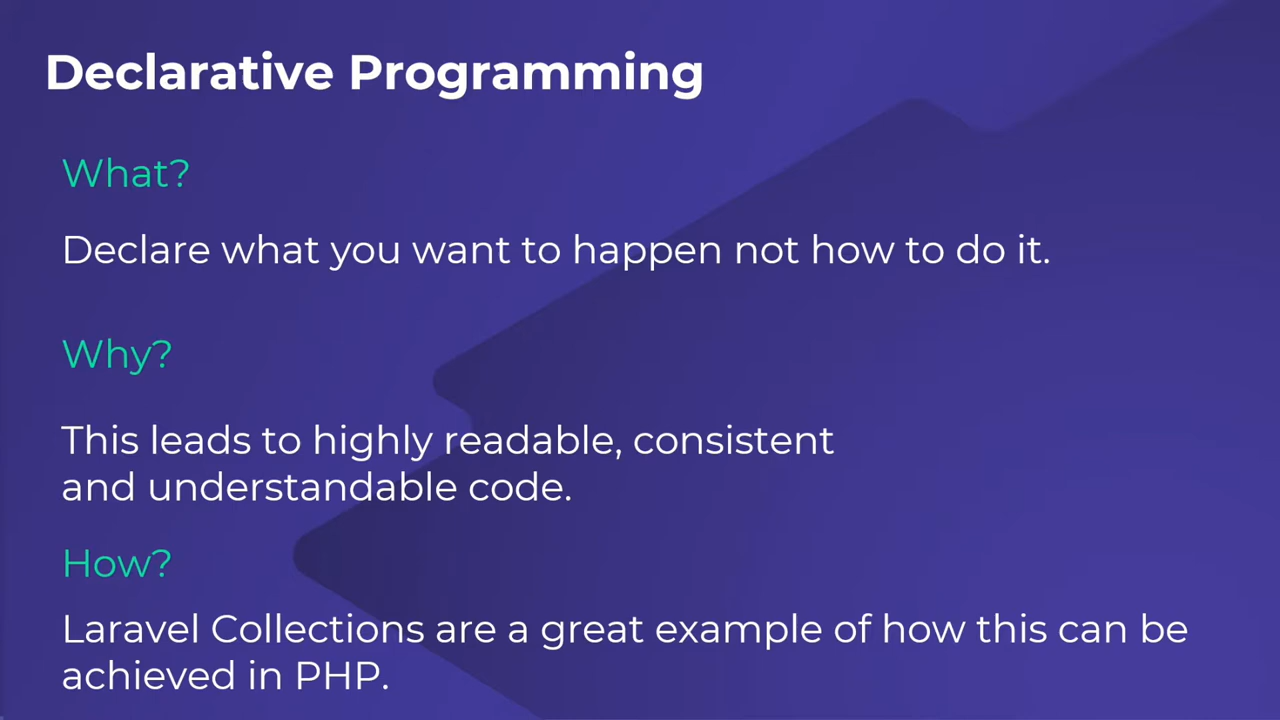 Declarative Programming
What?
Declare what you want to happen not how to do it.
Why?
This leads to highly readable, consistent
and understandable code.
How?
Laravel Collections are a great example of how this can be
achieved in PHP.